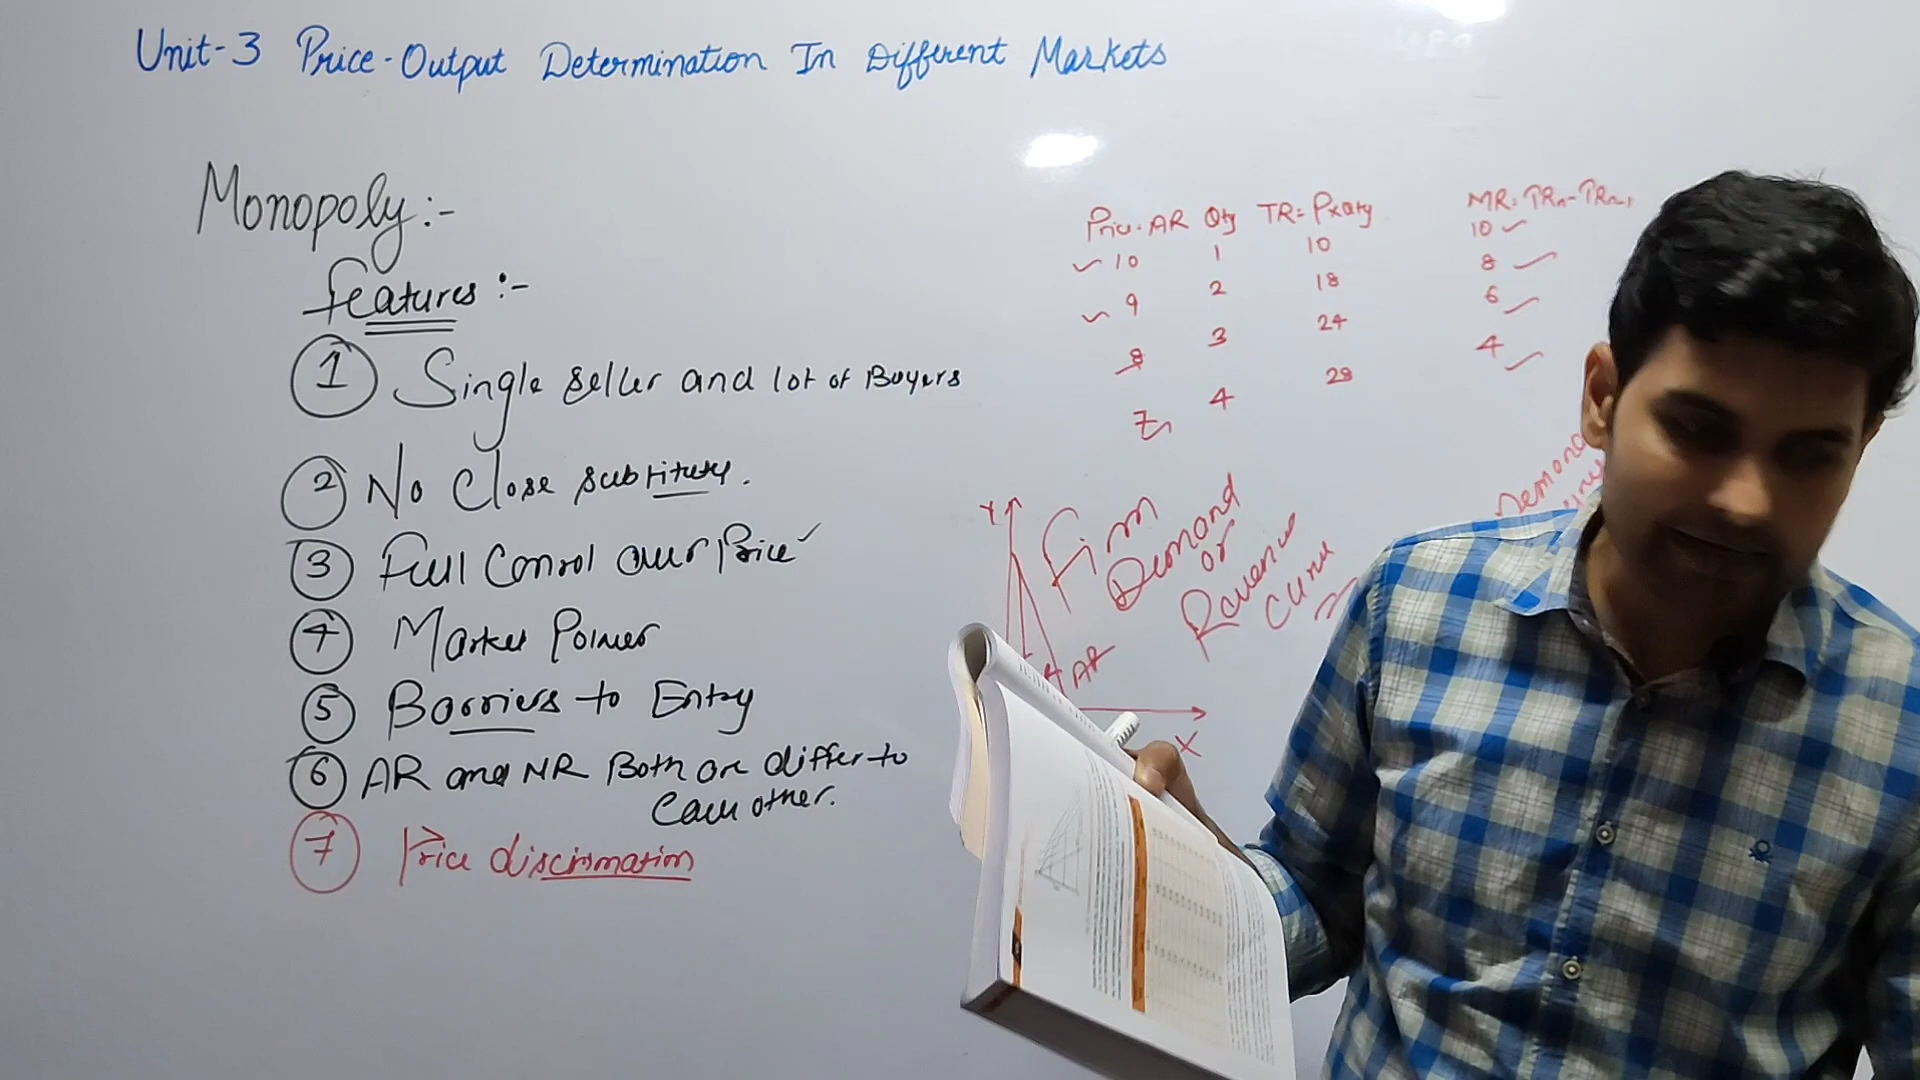 Unit-3 Price-Output Determination In Different Markets
Monopoly:-
features :-
1 Single seller and lot of Buyers
2 No Close substitutes.
3 Full Control over Price
4 Market Power
5 Barriers to Entry
6 AR and MR Both are differ to
Each other.
7 Price discrimation
Price=AR Qty TR=PxQty MR=TRn-TRn-1
10 1 10 10
9 2 18 8
8 3 24 6
7 4 28 4
Y
Firm
Demand
or
Revenue
Curve
AR
X